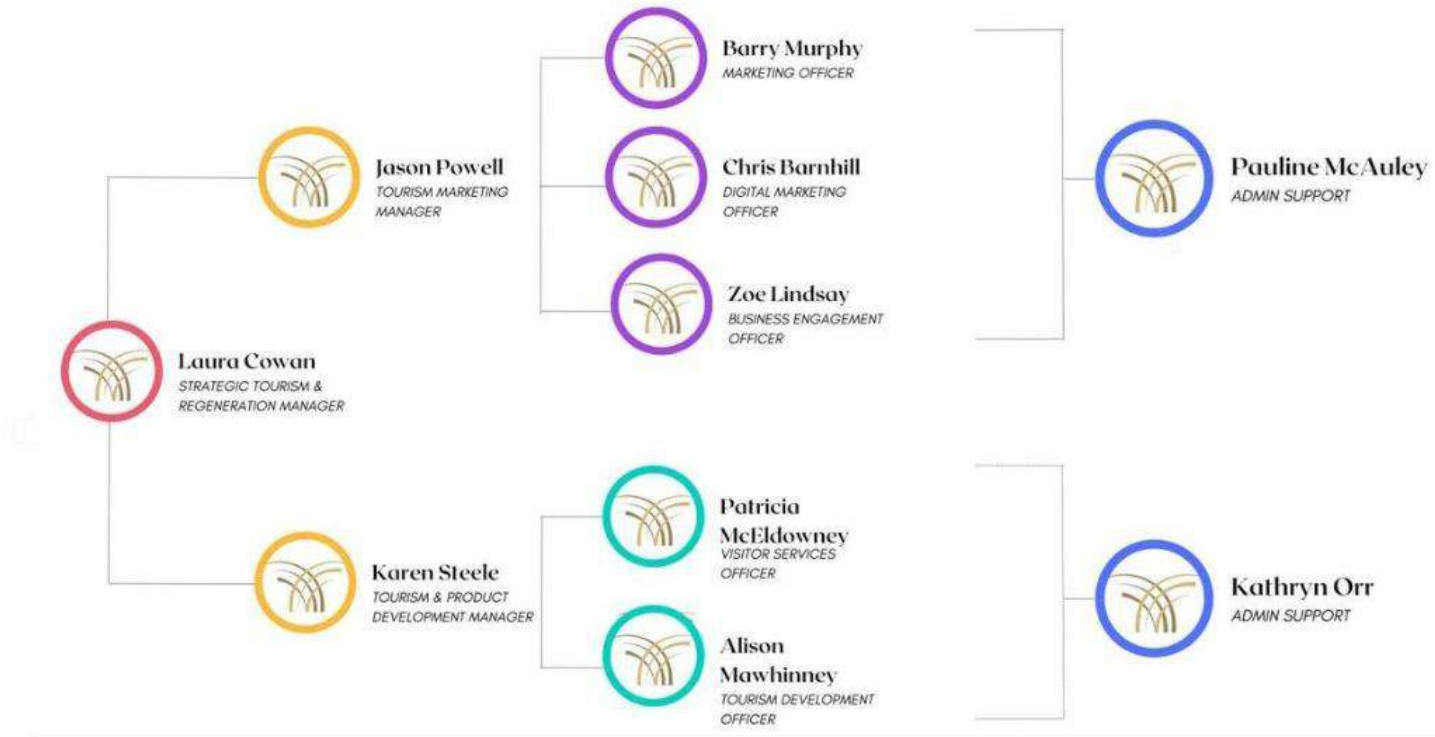 Barry Murphy
MARKETING OFFICER
Jason Powell
TOURISM MARKETING
MANAGER
Chris Barnhill
DIGITAL MARKETING
OFFICER
Pauline McAuley
ADMIN SUPPORT
Zoe Lindsay
BUSINESS ENGAGEMENT
OFFICER
Laura Cowan
STRATEGIC TOURISM &
REGENERATION MANAGER
Patricia
McEldowney
VISITOR SERVICES
OFFICER
Karen Steele
TOURISM & PRODUCT
DEVELOPMENT MANAGER
Kathryn Orr
ADMIN SUPPORT
Alison
Mawhinney
TOURISM DEVELOPMENT
OFFICER